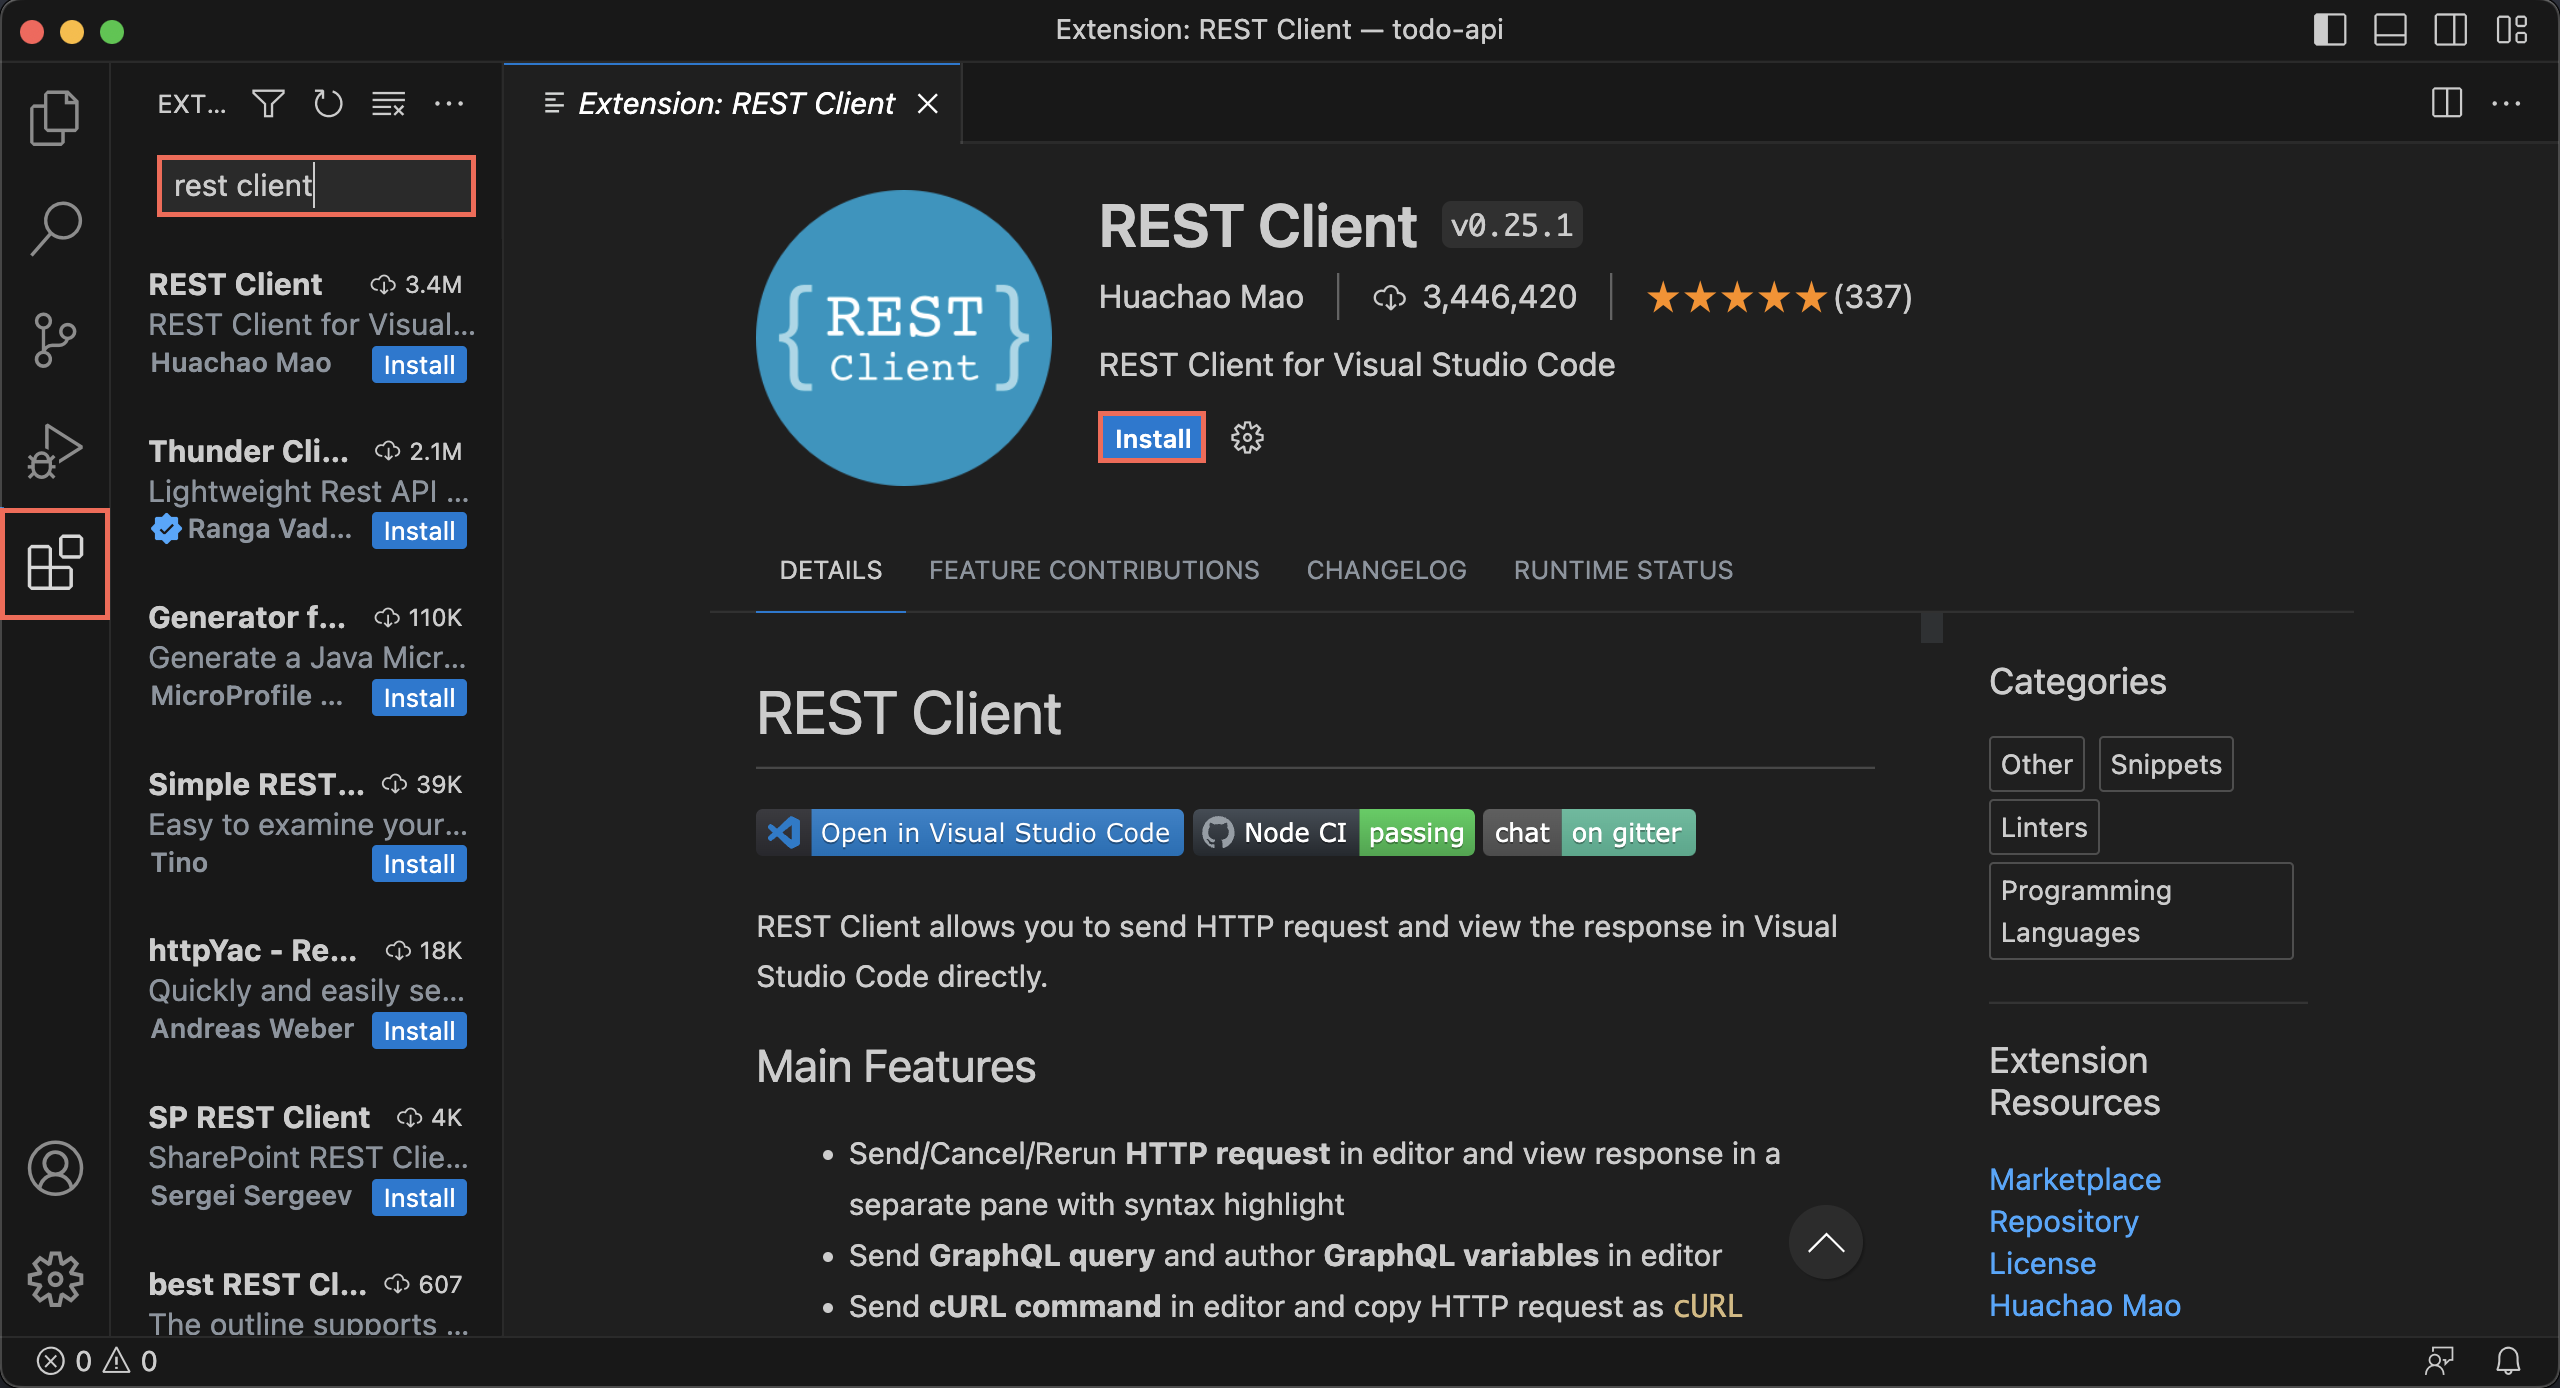 Extension: REST Client — todo-api
EXT...
rest client
REST Client 3.4M
REST Client for Visual...
Huachao Mao Install
Thunder Cli... 2.1M
Lightweight Rest API ...
Ranga Vad... Install
Generator f... 110K
Generate a Java Micr...
MicroProfile ... Install
Simple REST... 39K
Easy to examine your...
Tino Install
httpYac - Re... 18K
Quickly and easily se...
Andreas Weber Install
SP REST Client 4K
SharePoint REST Clie...
Sergei Sergeev Install
best REST Cl... 607
The outline supports ...
Extension: REST Client
{ REST Client }
REST Client v0.25.1
Huachao Mao 3,446,420 (337)
REST Client for Visual Studio Code
Install
DETAILS FEATURE CONTRIBUTIONS CHANGELOG RUNTIME STATUS
REST Client
Open in Visual Studio Code Node CI passing chat on gitter
REST Client allows you to send HTTP request and view the response in Visual
Studio Code directly.
Main Features
• Send/Cancel/Rerun HTTP request in editor and view response in a
separate pane with syntax highlight
• Send GraphQL query and author GraphQL variables in editor
• Send cURL command in editor and copy HTTP request as cURL
Categories
Other Snippets
Linters
Programming
Languages
Extension
Resources
Marketplace
Repository
License
Huachao Mao
0 0